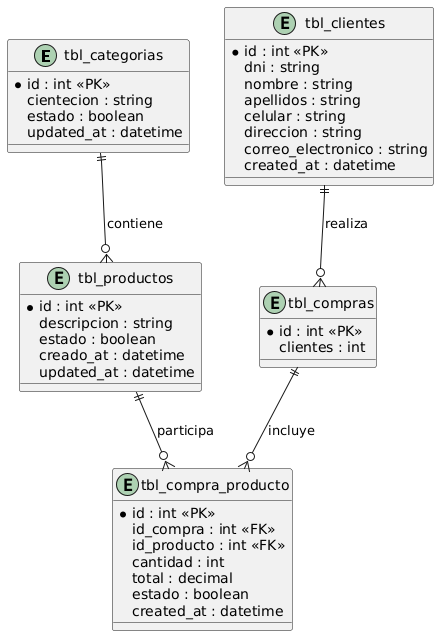 E tbl_categorias
id : int «PK»
cientecion : string
estado : boolean
updated_at : datetime
E tbl_clientes
id : int «PK»
dni : string
nombre : string
apellidos : string
celular : string
direccion : string
correo_electronico : string
created_at : datetime
contiene
realiza
E tbl_productos
id : int «PK»
descripcion : string
estado : boolean
creado_at : datetime
updated_at : datetime
E tbl_compras
id : int «PK»
clientes : int
participa
incluye
E tbl_compra_producto
id : int «PK»
id_compra : int «FK»
id_producto : int «FK»
cantidad : int
total : decimal
estado : boolean
created_at : datetime